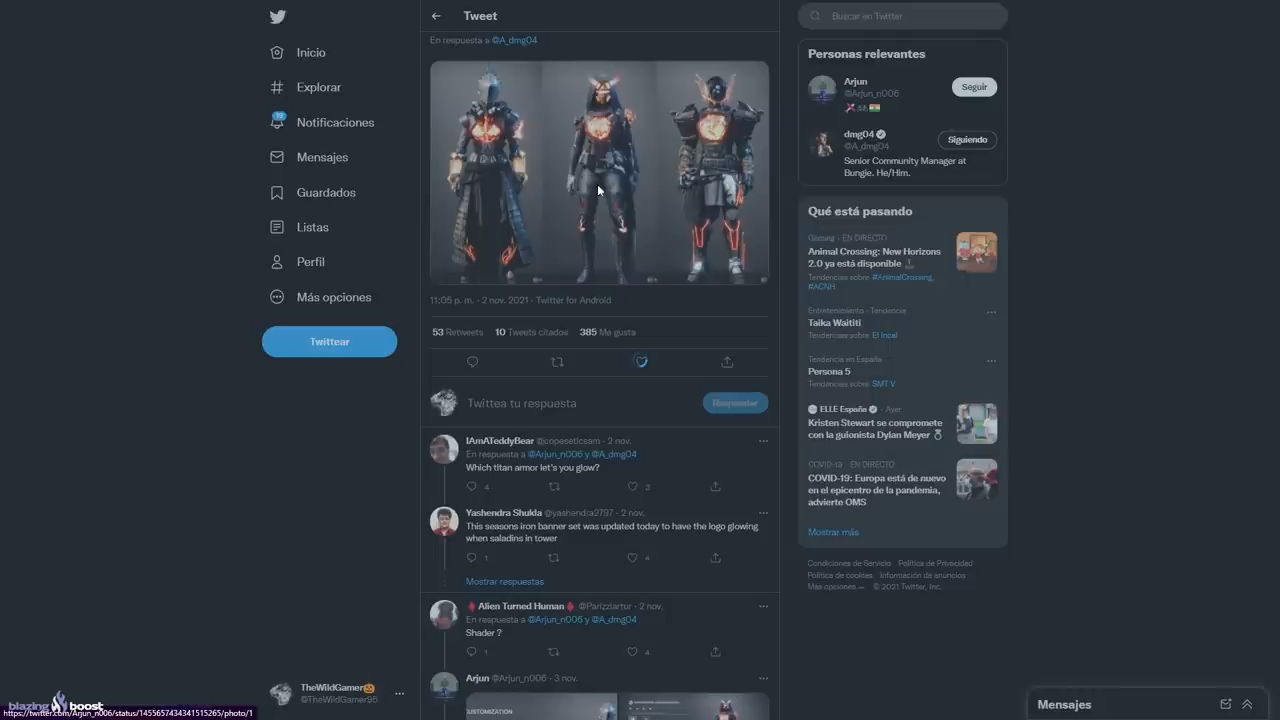 Inicio
Explorar
Notificaciones
Mensajes
Guardados
Listas
Perfil
Más opciones
Twittear
TheWildGamer🎃
@TheWildGamer95
blazing boost
https://twitter.com/Arjun_n006/status/1455657434341515265/photo/1
Tweet
En respuesta a @A_dmg04
11:05 p. m. · 2 nov. 2021 · Twitter for Android
53 Retweets 10 Tweets citados 385 Me gusta
Twittea tu respuesta
Responder
IAmATeddyBear @copeseticsam · 2 nov.
En respuesta a @Arjun_n006 y @A_dmg04
Which titan armor let's you glow?
4 3
Yashendra Shukla @yashendra2797 · 2 nov.
This seasons iron banner set was updated today to have the logo glowing
when saladins in tower
1 4
Mostrar respuestas
Alien Turned Human @Parizziartur · 2 nov.
En respuesta a @Arjun_n006 y @A_dmg04
Shader ?
1 4
Arjun @Arjun_n006 · 3 nov.
CUSTOMIZATION
Buscar en Twitter
Personas relevantes
Arjun
@Arjun_n006
Seguir
dmg04
@A_dmg04
Siguiendo
Senior Community Manager at
Bungie. He/Him.
Qué está pasando
Gaming · EN DIRECTO
Animal Crossing: New Horizons
2.0 ya está disponible
Tendencias sobre #AnimalCrossing,
#ACNH
Entretenimiento · Tendencia
Taika Waititi
Tendencias sobre El Incal
Tendencia en España
Persona 5
Tendencias sobre SMT V
ELLE España · Ayer
Kristen Stewart se compromete
con la guionista Dylan Meyer
COVID-19 · EN DIRECTO
COVID-19: Europa está de nuevo
en el epicentro de la pandemia,
advierte OMS
Mostrar más
Condiciones de Servicio Política de Privacidad
Política de cookies Información de anuncios
Más opciones © 2021 Twitter, Inc.
Mensajes